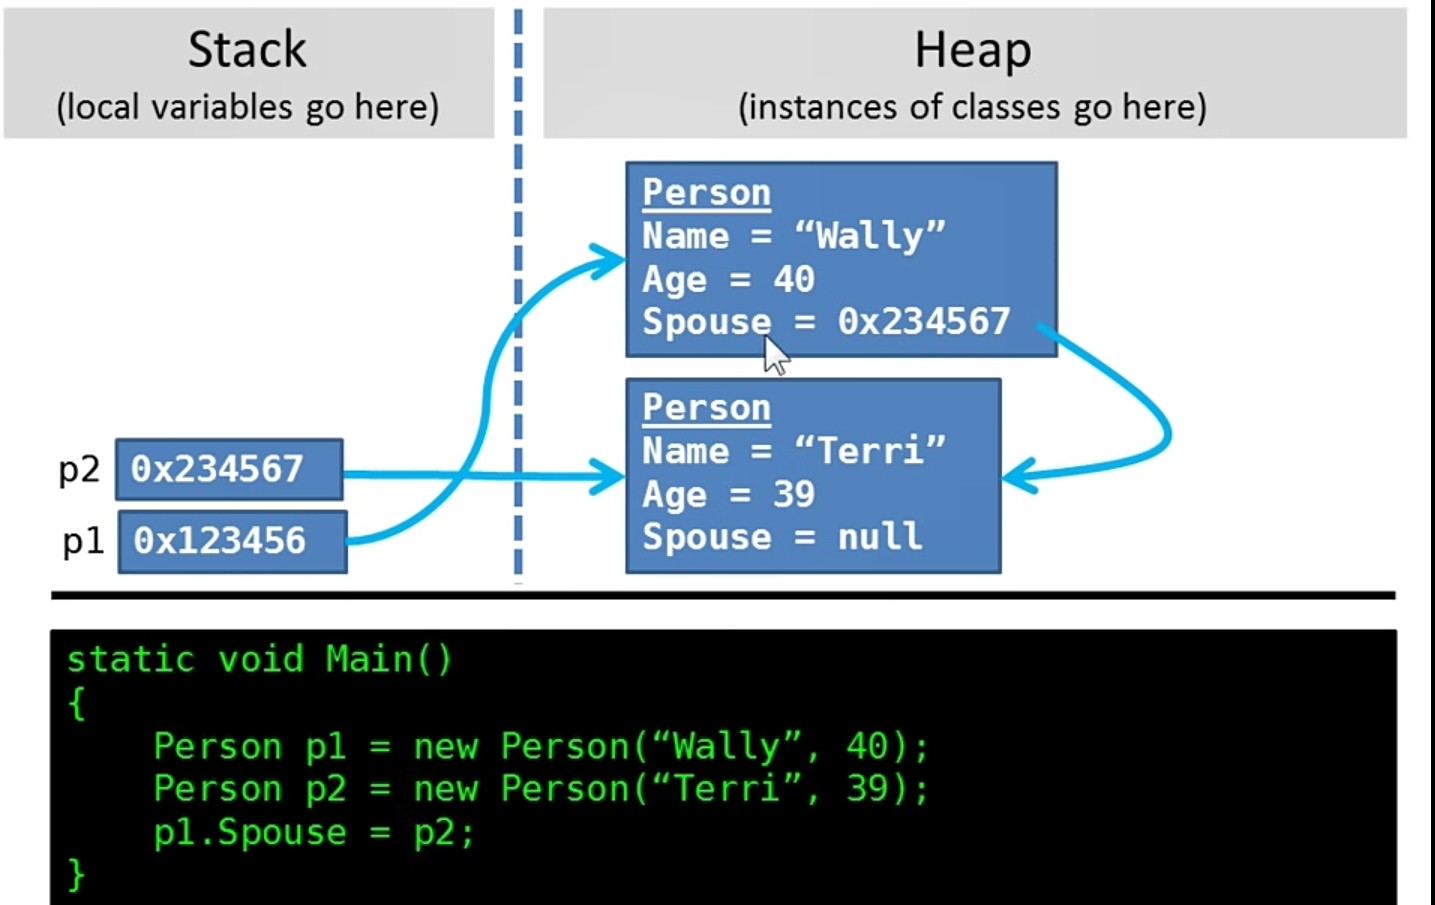 Stack
(local variables go here)
Heap
(instances of classes go here)
Person
Name = “Wally”
Age = 40
Spouse = 0x234567
Person
Name = “Terri”
Age = 39
Spouse = null
p2 0x234567
p1 0x123456
static void Main()
{
    Person p1 = new Person(“Wally”, 40);
    Person p2 = new Person(“Terri”, 39);
    p1.Spouse = p2;
}